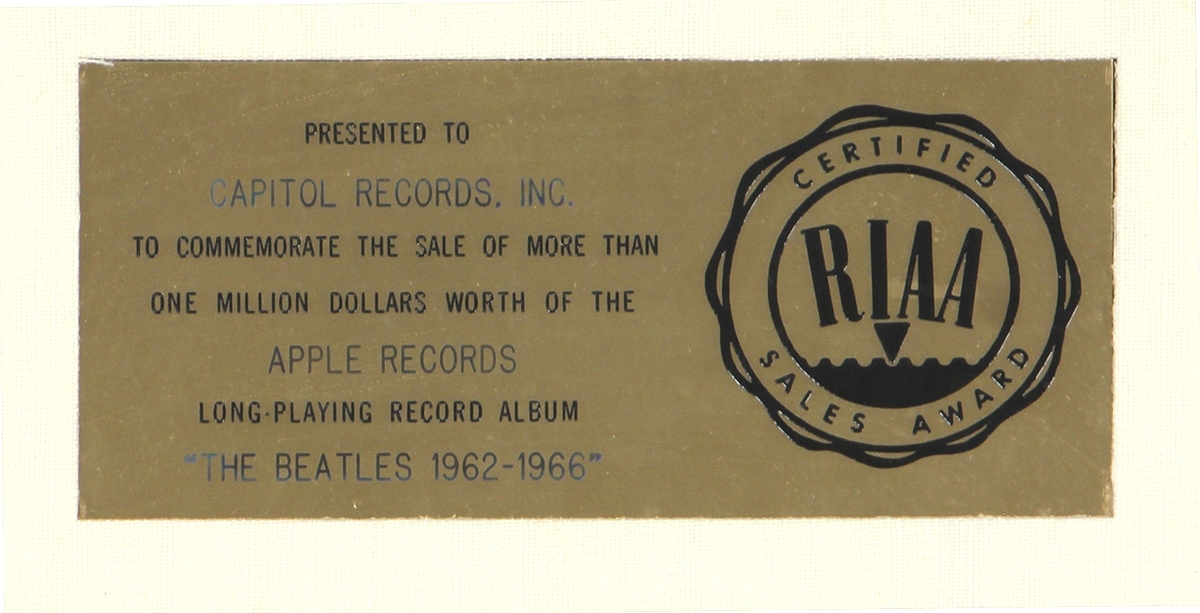 PRESENTED TO
CAPITOL RECORDS, INC.
TO COMMEMORATE THE SALE OF MORE THAN
ONE MILLION DOLLARS WORTH OF THE
APPLE RECORDS
LONG-PLAYING RECORD ALBUM
"THE BEATLES 1962-1966"
CERTIFIED
RIAA
SALES AWARD